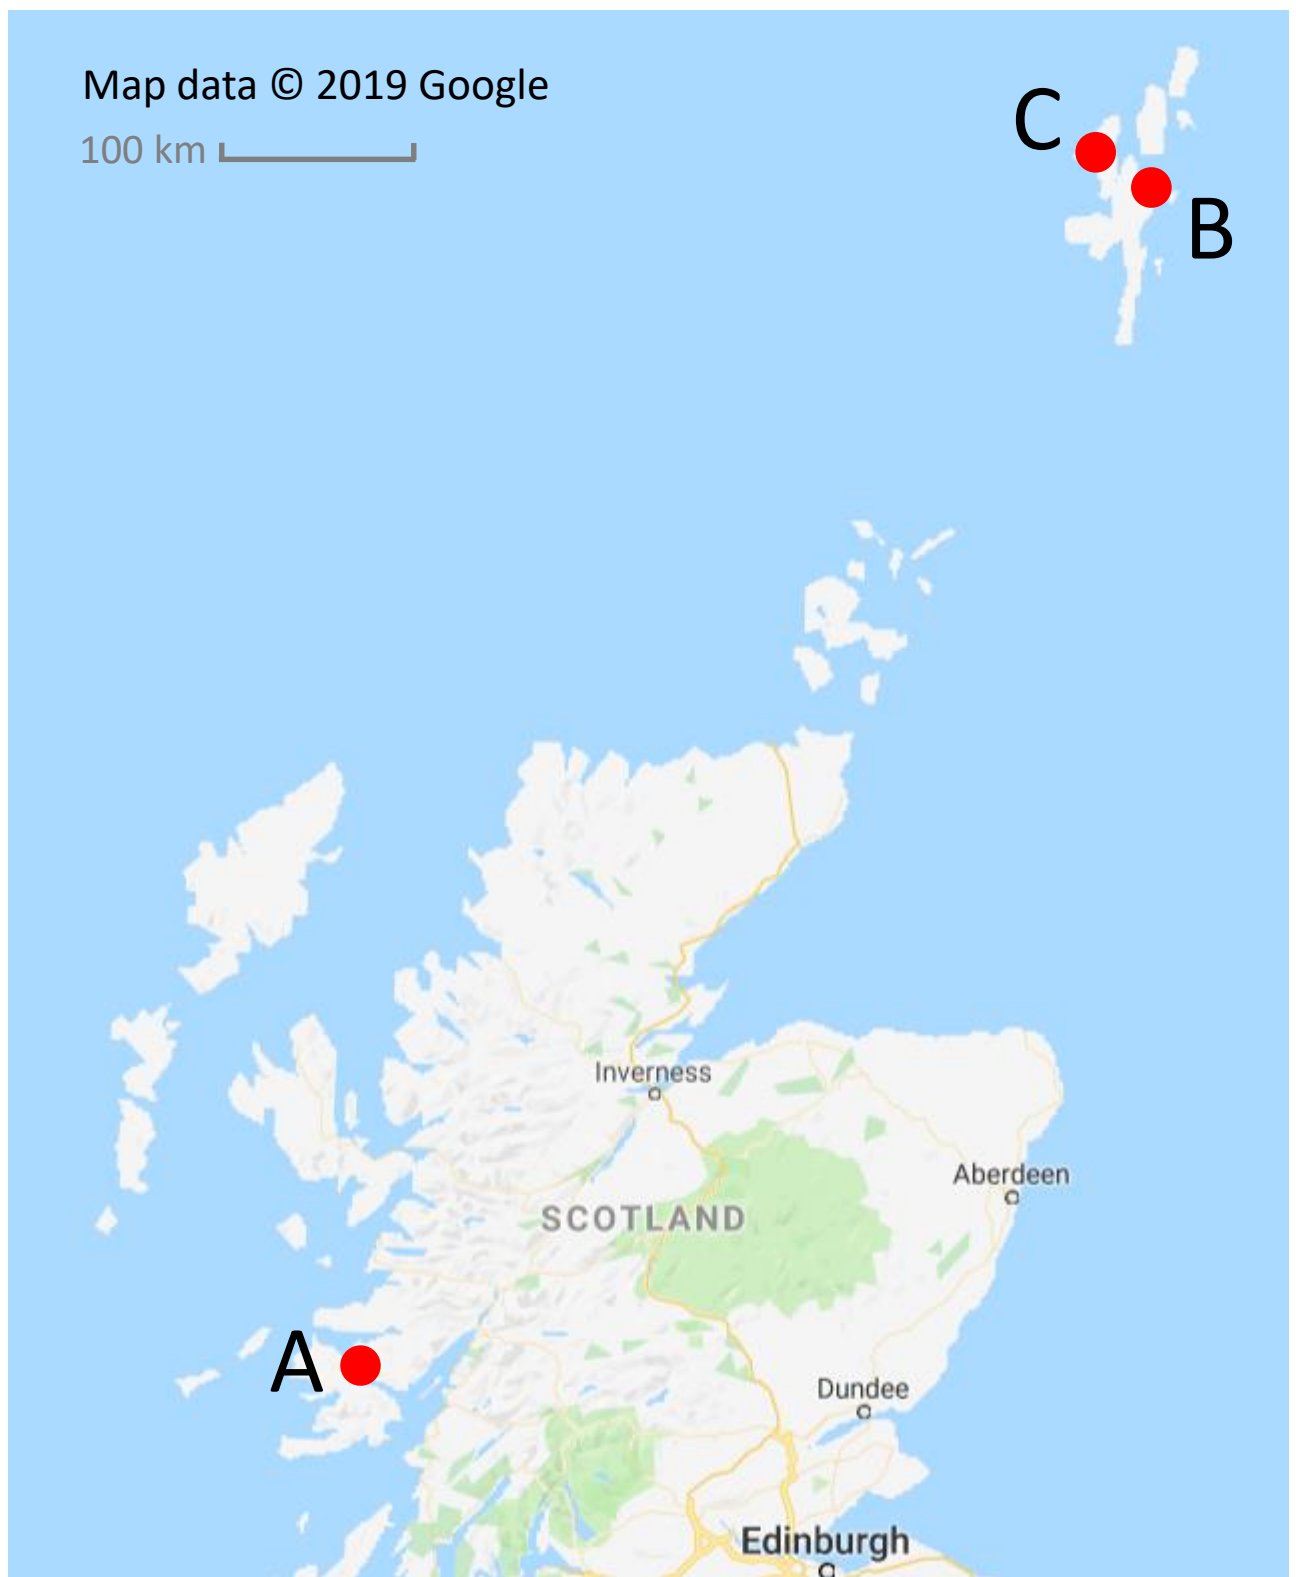 Map data © 2019 Google
100 km
C
B
Inverness
Aberdeen
SCOTLAND
A
Dundee
Edinburgh